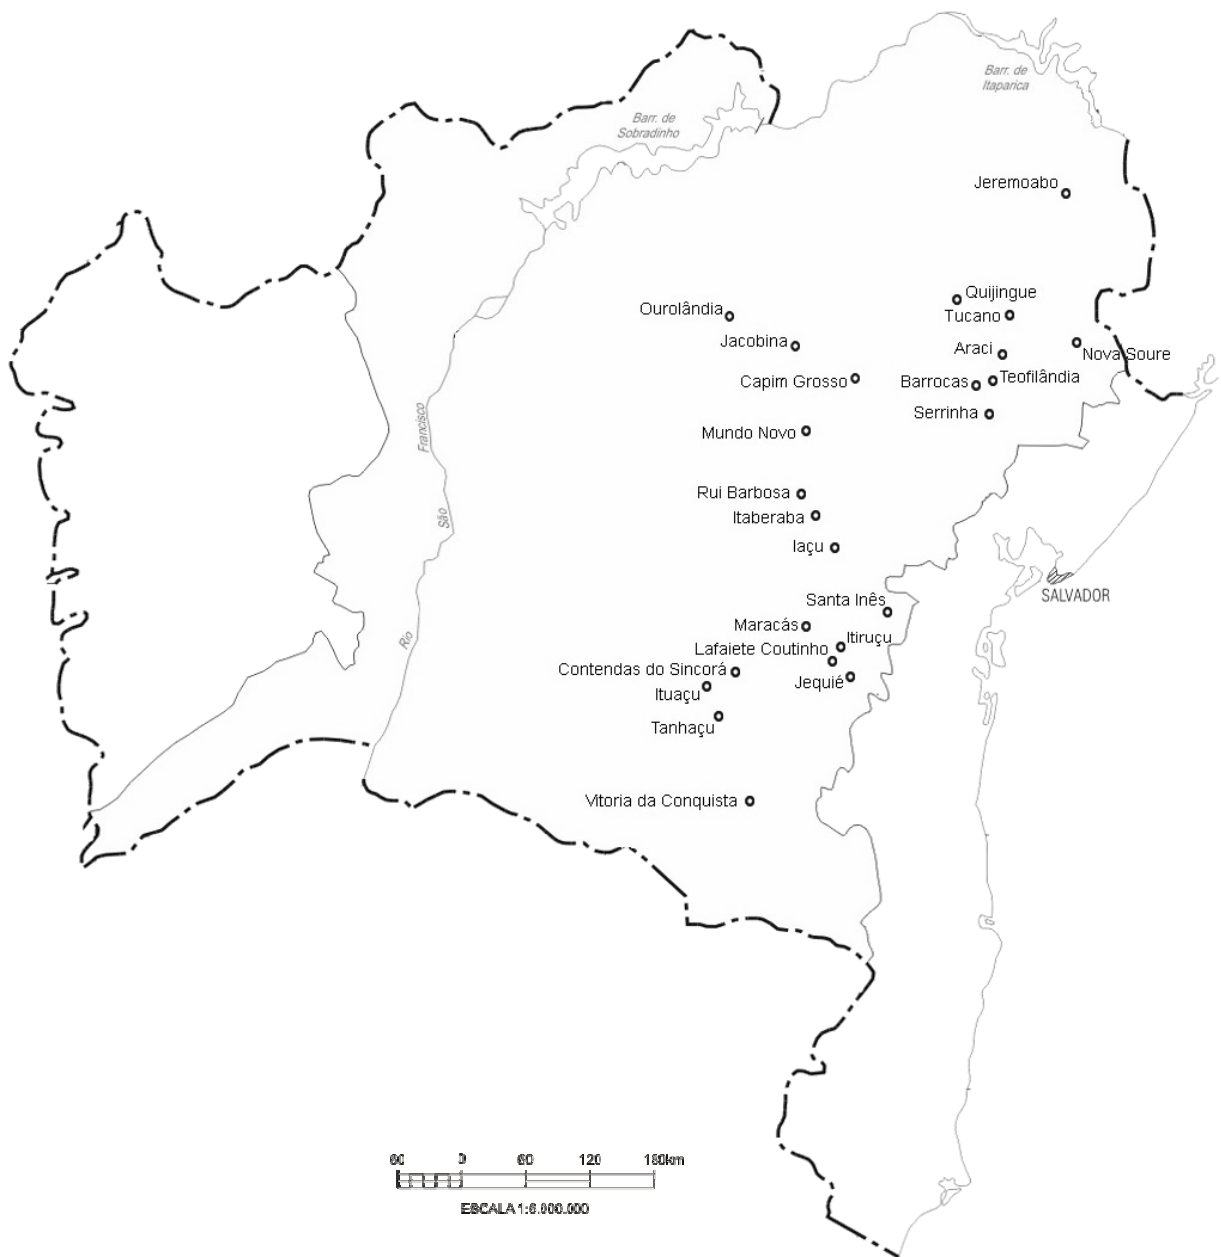 Barr. de
Itaparica
Barr. de
Sobradinho
Jeremoabo
Quijingue
Ourolândia
Tucano
Jacobina
Araci
Nova Soure
Capim Grosso
Barrocas
Teofilândia
Serrinha
Francisco
Mundo Novo
Rui Barbosa
Itaberaba
São
Iaçu
SALVADOR
Santa Inês
Maracás
Itiruçu
Rio
Lafaiete Coutinho
Contendas do Sincorá
Jequié
Ituaçu
Tanhaçu
Vitoria da Conquista
60 0 60 120 180km
ESCALA 1:6.000.000